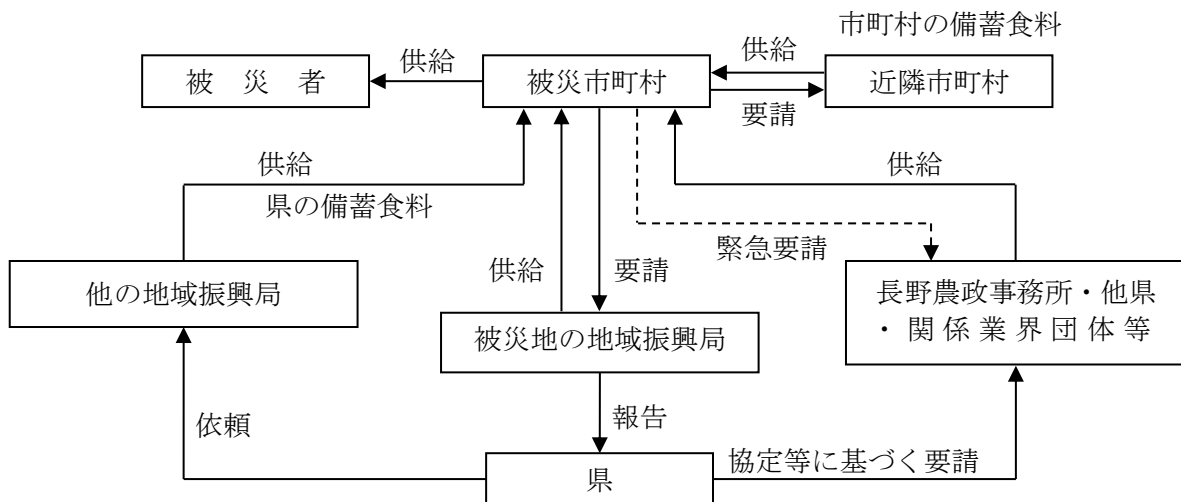 市町村の備蓄食料
供給
供給
被 災 者
被災市町村
近隣市町村
要請
供給
供給
県の備蓄食料
緊急要請
供給
要請
他の地域振興局
長野農政事務所・他県
・関係業界団体等
被災地の地域振興局
依頼
報告
協定等に基づく要請
県